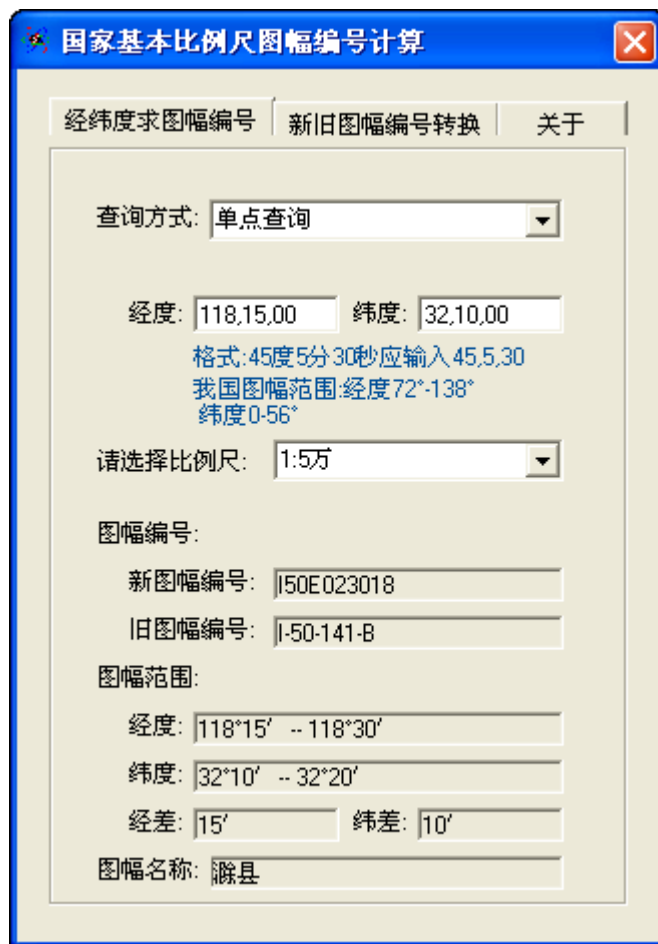 国家基本比例尺图幅编号计算
经纬度求图幅编号 新旧图幅编号转换 关于
查询方式: 单点查询
经度: 118,15,00 纬度: 32,10,00
格式:45度5分30秒应输入45,5,30
我国图幅范围:经度72°-138°
纬度0-56°
请选择比例尺: 1:5万
图幅编号:
新图幅编号: I50E023018
旧图幅编号: I-50-141-B
图幅范围:
经度: 118°15′ -- 118°30′
纬度: 32°10′ -- 32°20′
经差: 15′ 纬差: 10′
图幅名称: 滁县